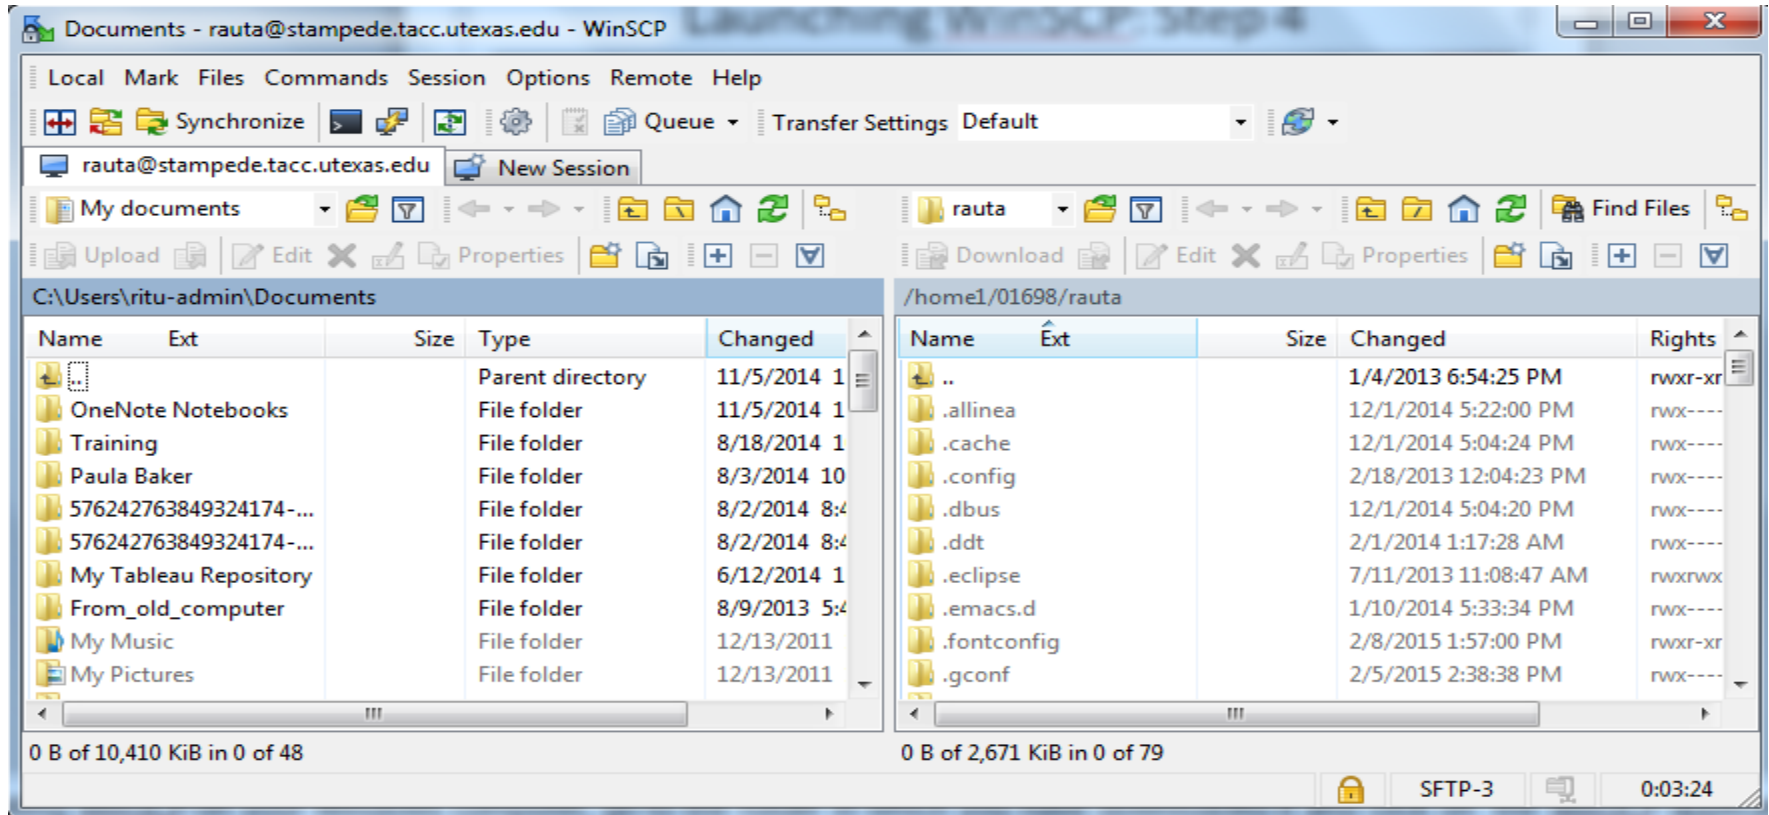 Launching WinSCP: Step 4
Documents - rauta@stampede.tacc.utexas.edu - WinSCP
Local Mark Files Commands Session Options Remote Help
Synchronize Queue Transfer Settings Default
rauta@stampede.tacc.utexas.edu New Session
My documents rauta Find Files
Upload Edit Properties Download Edit Properties
C:\Users\ritu-admin\Documents /home1/01698/rauta
Name Ext Size Type Changed Name Ext Size Changed Rights
.. Parent directory 11/5/2014 1 .. 1/4/2013 6:54:25 PM rwxr-xr
OneNote Notebooks File folder 11/5/2014 1 .allinea 12/1/2014 5:22:00 PM rwx----
Training File folder 8/18/2014 1 .cache 12/1/2014 5:04:24 PM rwx----
Paula Baker File folder 8/3/2014 10 .config 2/18/2013 12:04:23 PM rwx----
576242763849324174-... File folder 8/2/2014 8:4 .dbus 12/1/2014 5:04:20 PM rwx----
576242763849324174-... File folder 8/2/2014 8:4 .ddt 2/1/2014 1:17:28 AM rwx----
My Tableau Repository File folder 6/12/2014 1 .eclipse 7/11/2013 11:08:47 AM rwxrwx
From_old_computer File folder 8/9/2013 5:4 .emacs.d 1/10/2014 5:33:34 PM rwx----
My Music File folder 12/13/2011 .fontconfig 2/8/2015 1:57:00 PM rwxr-xr
My Pictures File folder 12/13/2011 .gconf 2/5/2015 2:38:38 PM rwx----
0 B of 10,410 KiB in 0 of 48 0 B of 2,671 KiB in 0 of 79
SFTP-3 0:03:24